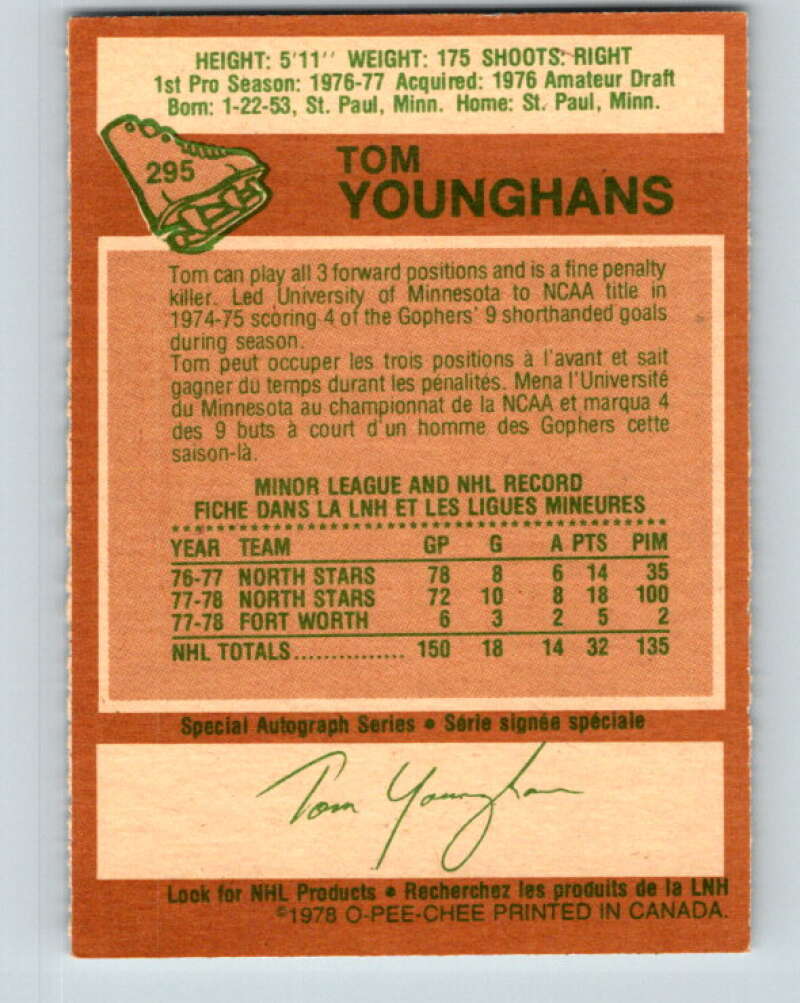 HEIGHT: 5'11'' WEIGHT: 175 SHOOTS: RIGHT
1st Pro Season: 1976-77 Acquired: 1976 Amateur Draft
Born: 1-22-53, St. Paul, Minn. Home: St. Paul, Minn.
295
TOM
YOUNGHANS
Tom can play all 3 forward positions and is a fine penalty
killer. Led University of Minnesota to NCAA title in
1974-75 scoring 4 of the Gophers' 9 shorthanded goals
during season.
Tom peut occuper les trois positions à l'avant et sait
gagner du temps durant les pénalités. Mena l'Université
du Minnesota au championnat de la NCAA et marqua 4
des 9 buts à court d'un homme des Gophers cette
saison-là.
MINOR LEAGUE AND NHL RECORD
FICHE DANS LA LNH ET LES LIGUES MINEURES
YEAR TEAM GP G A PTS PIM
76-77 NORTH STARS 78 8 6 14 35
77-78 NORTH STARS 72 10 8 18 100
77-78 FORT WORTH 6 3 2 5 2
NHL TOTALS............... 150 18 14 32 135
Special Autograph Series • Série signée spéciale
Tom Younghans
Look for NHL Products • Recherchez les produits de la LNH
©1978 O-PEE-CHEE PRINTED IN CANADA.